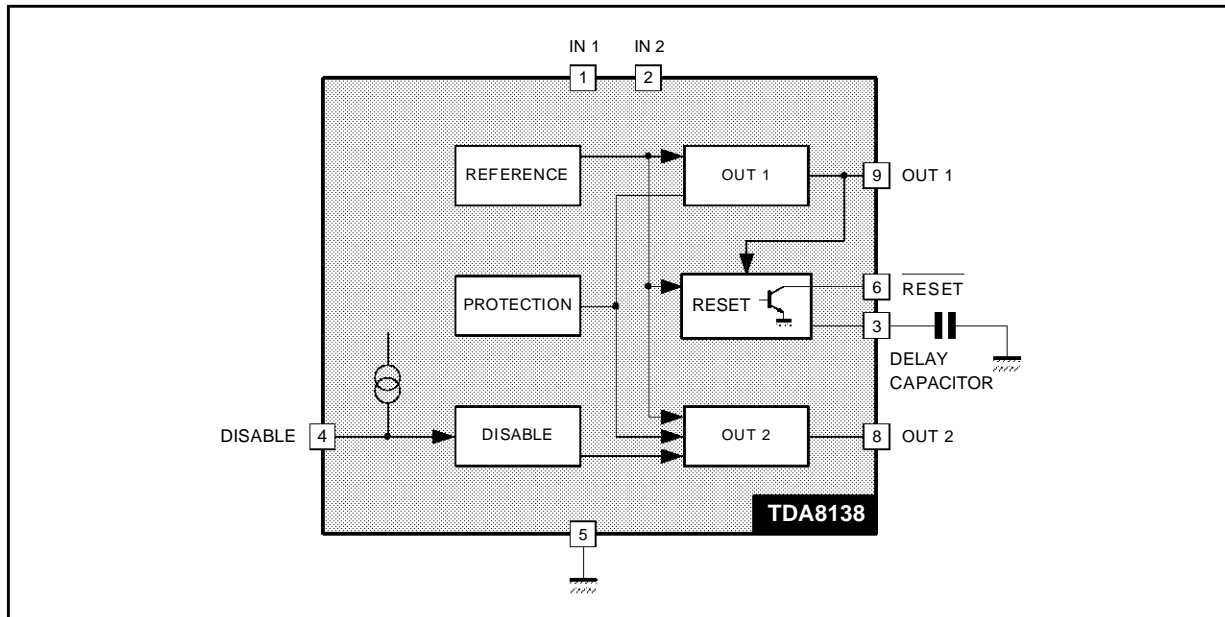 IN 1 IN 2
1 2
REFERENCE OUT 1 9 OUT 1
PROTECTION RESET 6 RESET
3
DELAY
CAPACITOR
DISABLE 4 DISABLE OUT 2 8 OUT 2
TDA8138
5